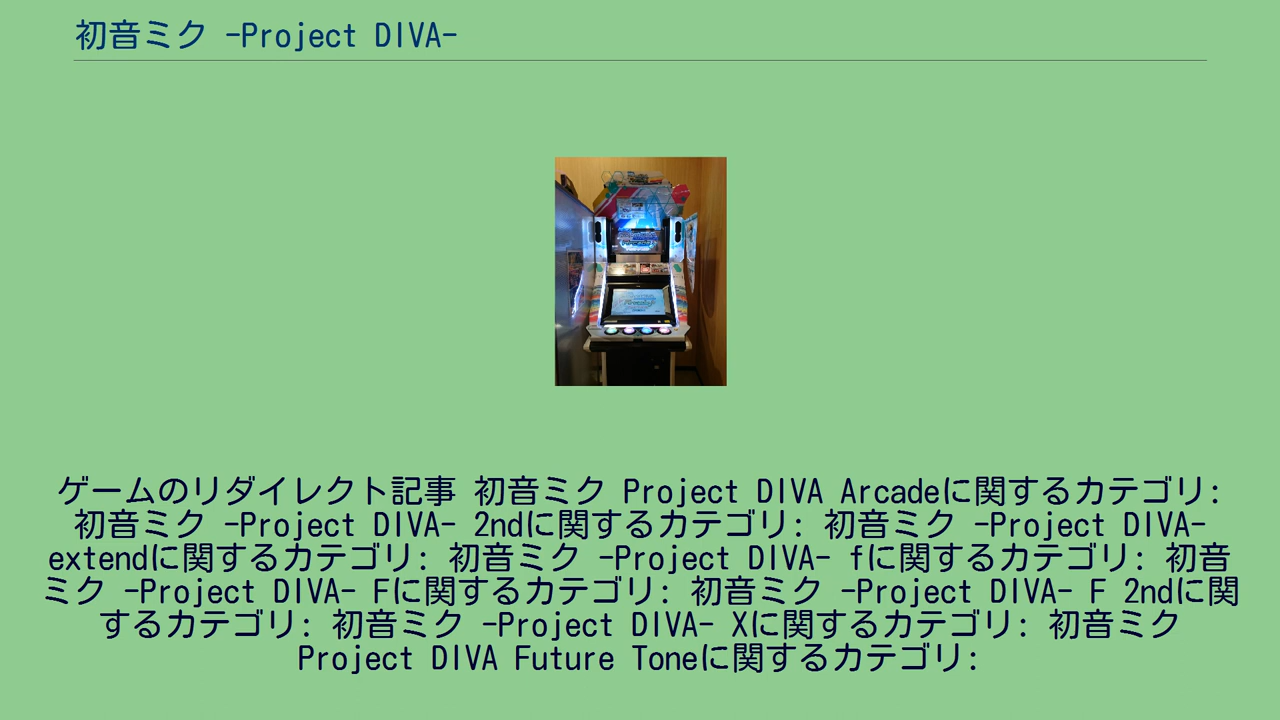 初音ミク -Project DIVA-
ゲームのリダイレクト記事 初音ミク Project DIVA Arcadeに関するカテゴリ:
初音ミク -Project DIVA- 2ndに関するカテゴリ: 初音ミク -Project DIVA-
extendに関するカテゴリ: 初音ミク -Project DIVA- fに関するカテゴリ: 初音
ミク -Project DIVA- Fに関するカテゴリ: 初音ミク -Project DIVA- F 2ndに関
するカテゴリ: 初音ミク -Project DIVA- Xに関するカテゴリ: 初音ミク
Project DIVA Future Toneに関するカテゴリ: